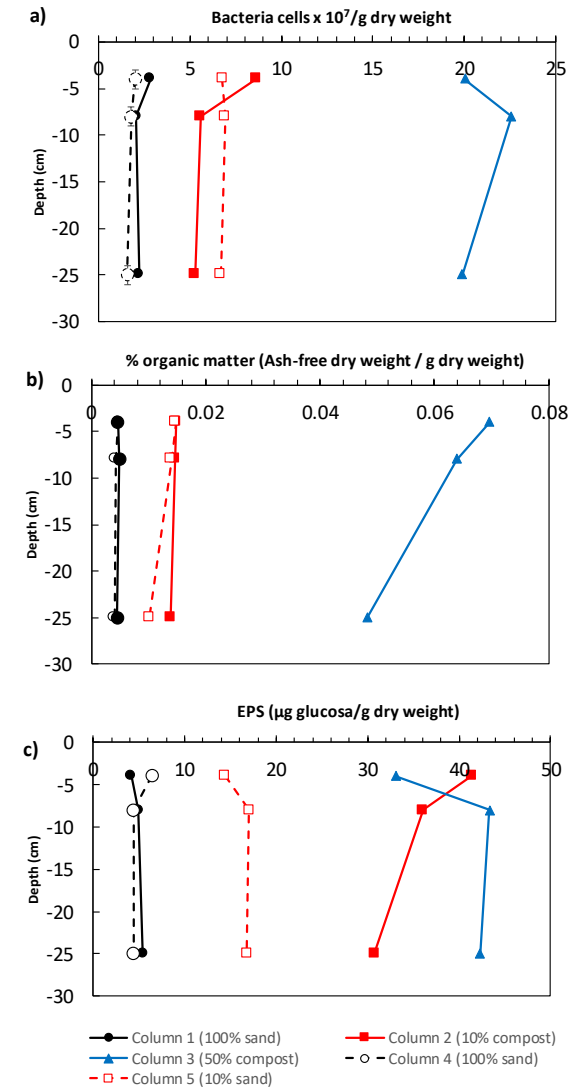 a)
Bacteria cells x 10⁷/g dry weight
0 5 10 15 20 25
0
-5
-10
-15
-20
-25
-30
Depth (cm)
b)
% organic matter (Ash-free dry weight / g dry weight)
0 0.02 0.04 0.06 0.08
0
-5
-10
-15
-20
-25
-30
Depth (cm)
c)
EPS (µg glucosa/g dry weight)
0 10 20 30 40 50
0
-5
-10
-15
-20
-25
-30
Depth (cm)
Column 1 (100% sand) Column 2 (10% compost)
Column 3 (50% compost) Column 4 (100% sand)
Column 5 (10% sand)